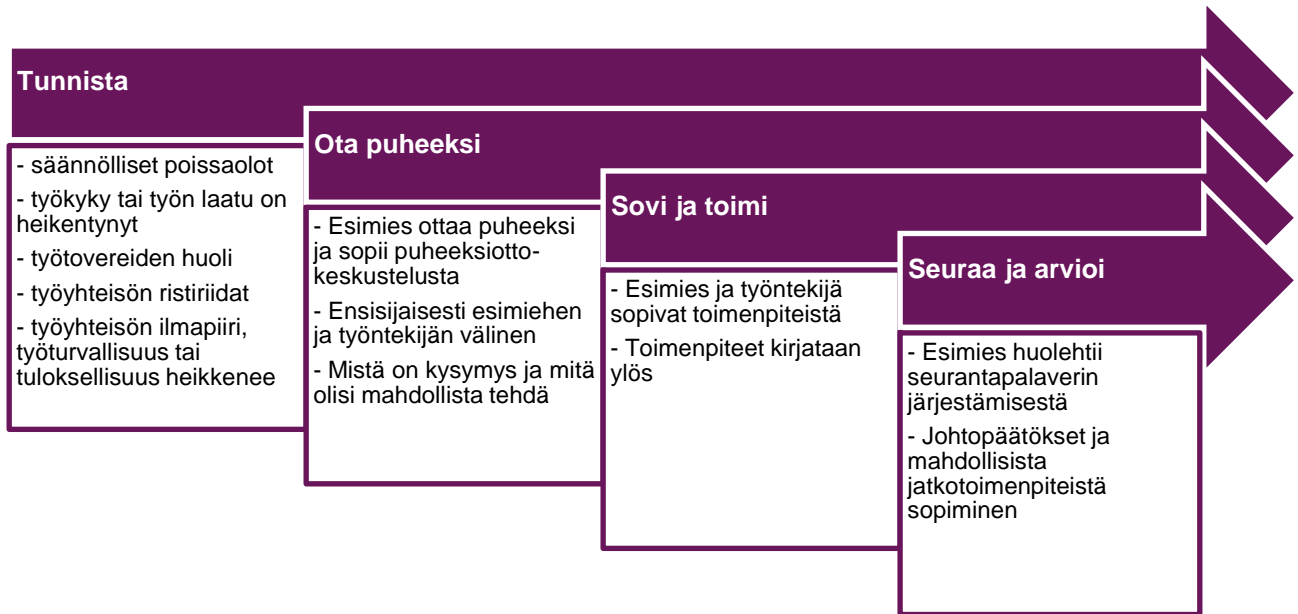 Tunnista
- säännölliset poissaolot
- työkyky tai työn laatu on
heikentynyt
- työtovereiden huoli
- työyhteisön ristiriidat
- työyhteisön ilmapiiri,
työturvallisuus tai
tuloksellisuus heikkenee
Ota puheeksi
- Esimies ottaa puheeksi
ja sopii puheeksiotto-
keskustelusta
- Ensisijaisesti esimiehen
ja työntekijän välinen
- Mistä on kysymys ja mitä
olisi mahdollista tehdä
Sovi ja toimi
- Esimies ja työntekijä
sopivat toimenpiteistä
- Toimenpiteet kirjataan
ylös
Seuraa ja arvioi
- Esimies huolehtii
seurantapalaverin
järjestämisestä
- Johtopäätökset ja
mahdollisista
jatkotoimenpiteistä
sopiminen